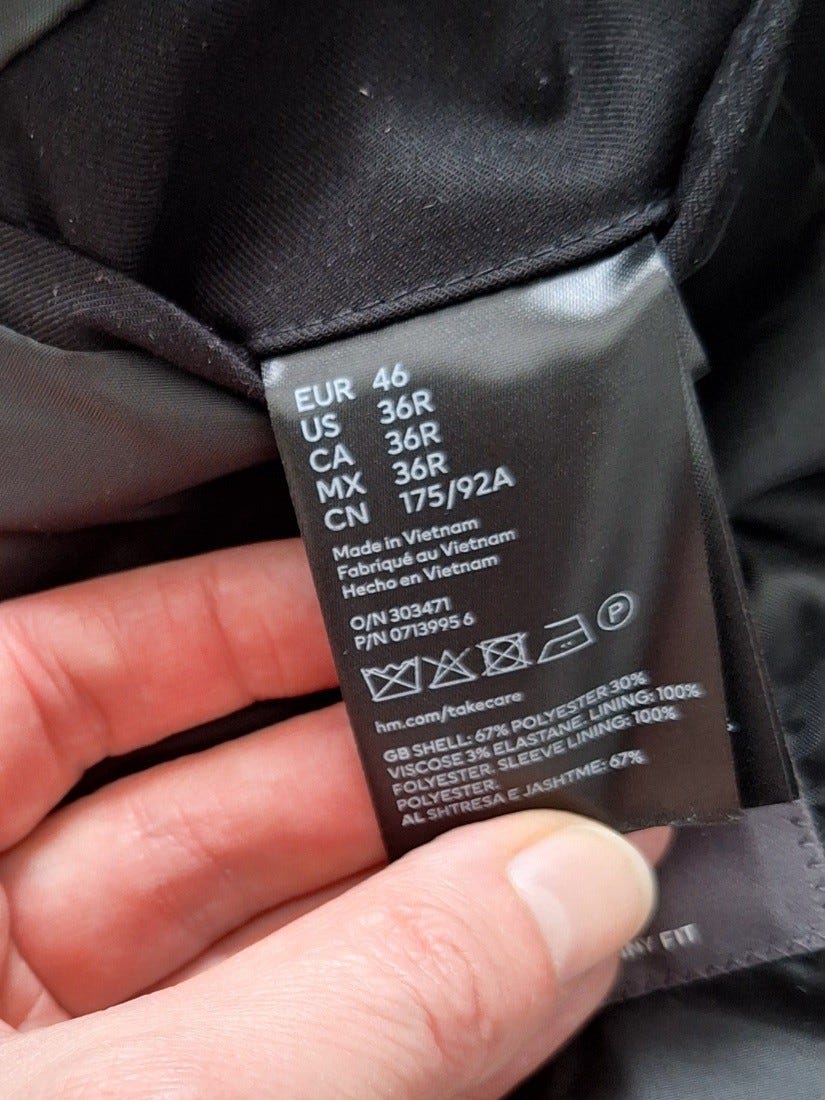 EUR 46
US 36R
CA 36R
MX 36R
CN 175/92A
Made in Vietnam
Fabriqué au Vietnam
Hecho en Vietnam
O/N 303471
P/N 0713995 6
P
hm.com/takecare
GB SHELL: 67% POLYESTER 30%
VISCOSE 3% ELASTANE. LINING: 100%
POLYESTER. SLEEVE LINING: 100%
POLYESTER.
AL SHTRESA E JASHTME: 67%
FIT